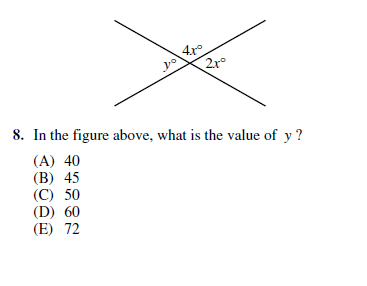 4x°
y° 2x°
8. In the figure above, what is the value of y ?
(A) 40
(B) 45
(C) 50
(D) 60
(E) 72